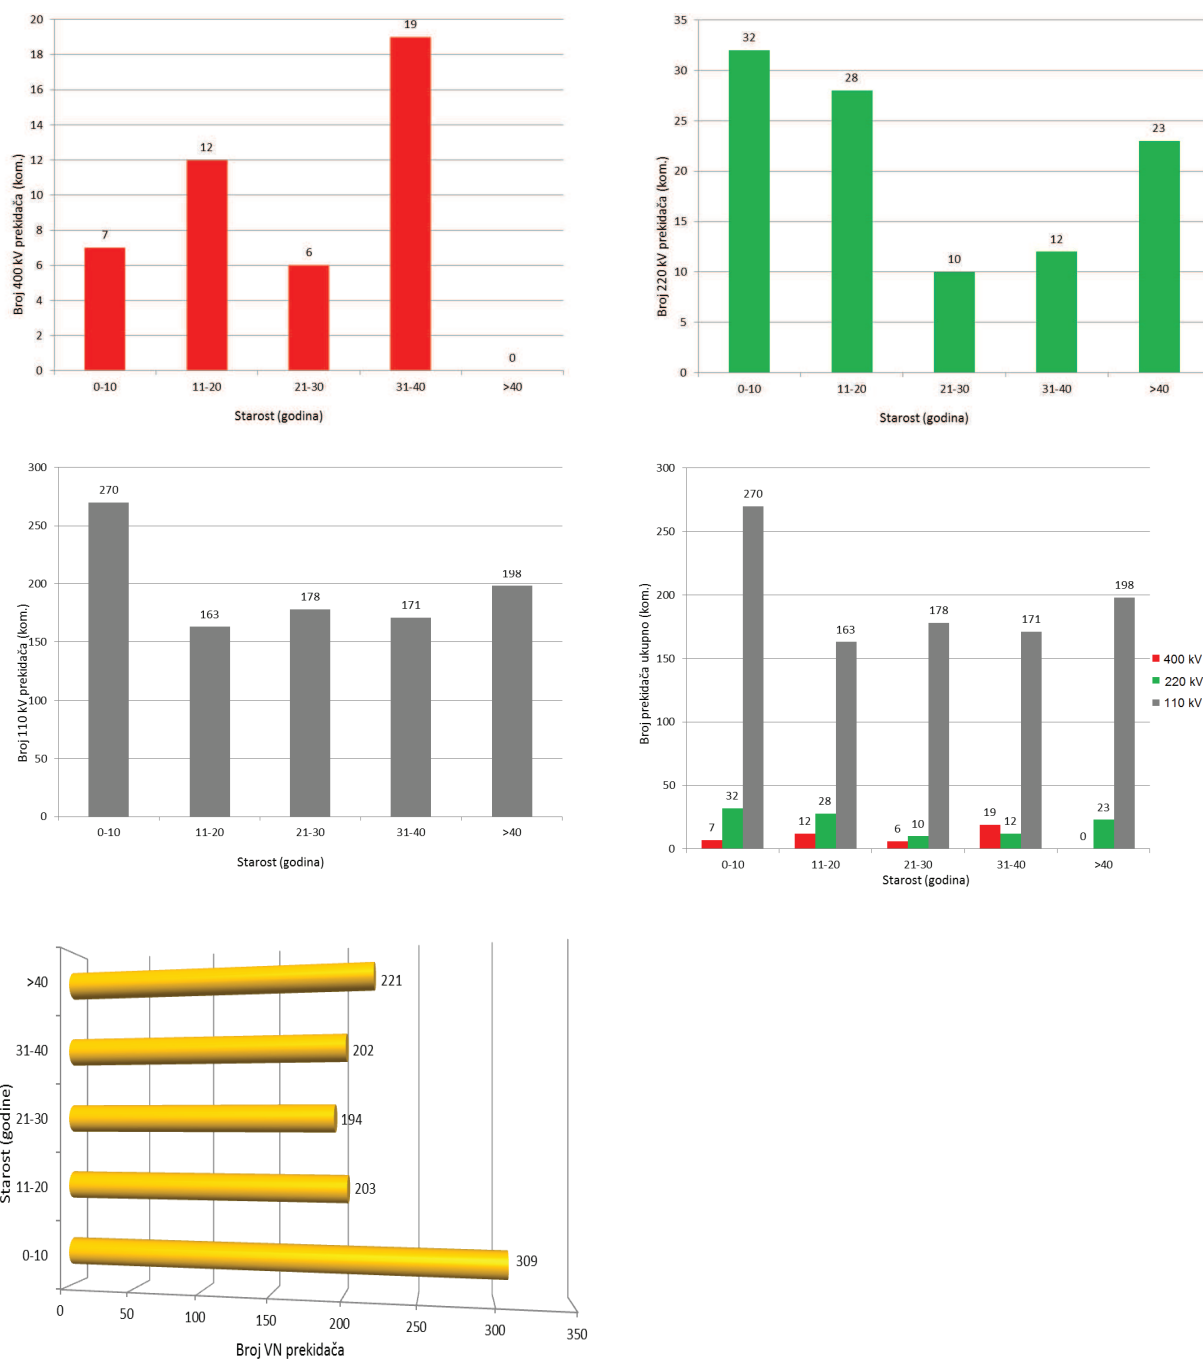 20
18
16
14
12
10
8
6
4
2
0
Broj 400 kV prekidača (kom.)
7
12
6
19
0
0-10 11-20 21-30 31-40 >40
Starost (godina)
35
30
25
20
15
10
5
0
Broj 220 kV prekidača (kom.)
32
28
10
12
23
0-10 11-20 21-30 31-40 >40
Starost (godina)
300
250
200
150
100
50
0
Broj 110 kV prekidača (kom.)
270
163
178
171
198
0-10 11-20 21-30 31-40 >40
Starost (godina)
300
250
200
150
100
50
0
Broj prekidača ukupno (kom.)
7 32 270
12 28 163
6 10 178
19 12 171
0 23 198
0-10 11-20 21-30 31-40 >40
Starost (godina)
400 kV
220 kV
110 kV
Starost (godine)
>40 221
31-40 202
21-30 194
11-20 203
0-10 309
0 50 100 150 200 250 300 350
Broj VN prekidača